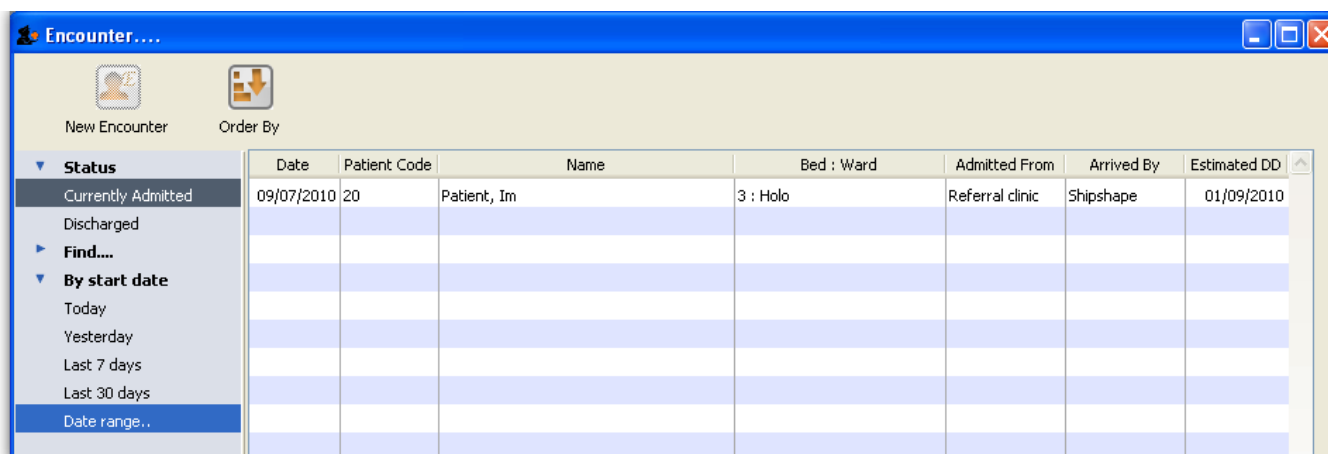 Encounter....
New Encounter Order By
Status
Currently Admitted
Discharged
Find....
By start date
Today
Yesterday
Last 7 days
Last 30 days
Date range..
Date Patient Code Name Bed : Ward Admitted From Arrived By Estimated DD
09/07/2010 20 Patient, Im 3 : Holo Referral clinic Shipshape 01/09/2010